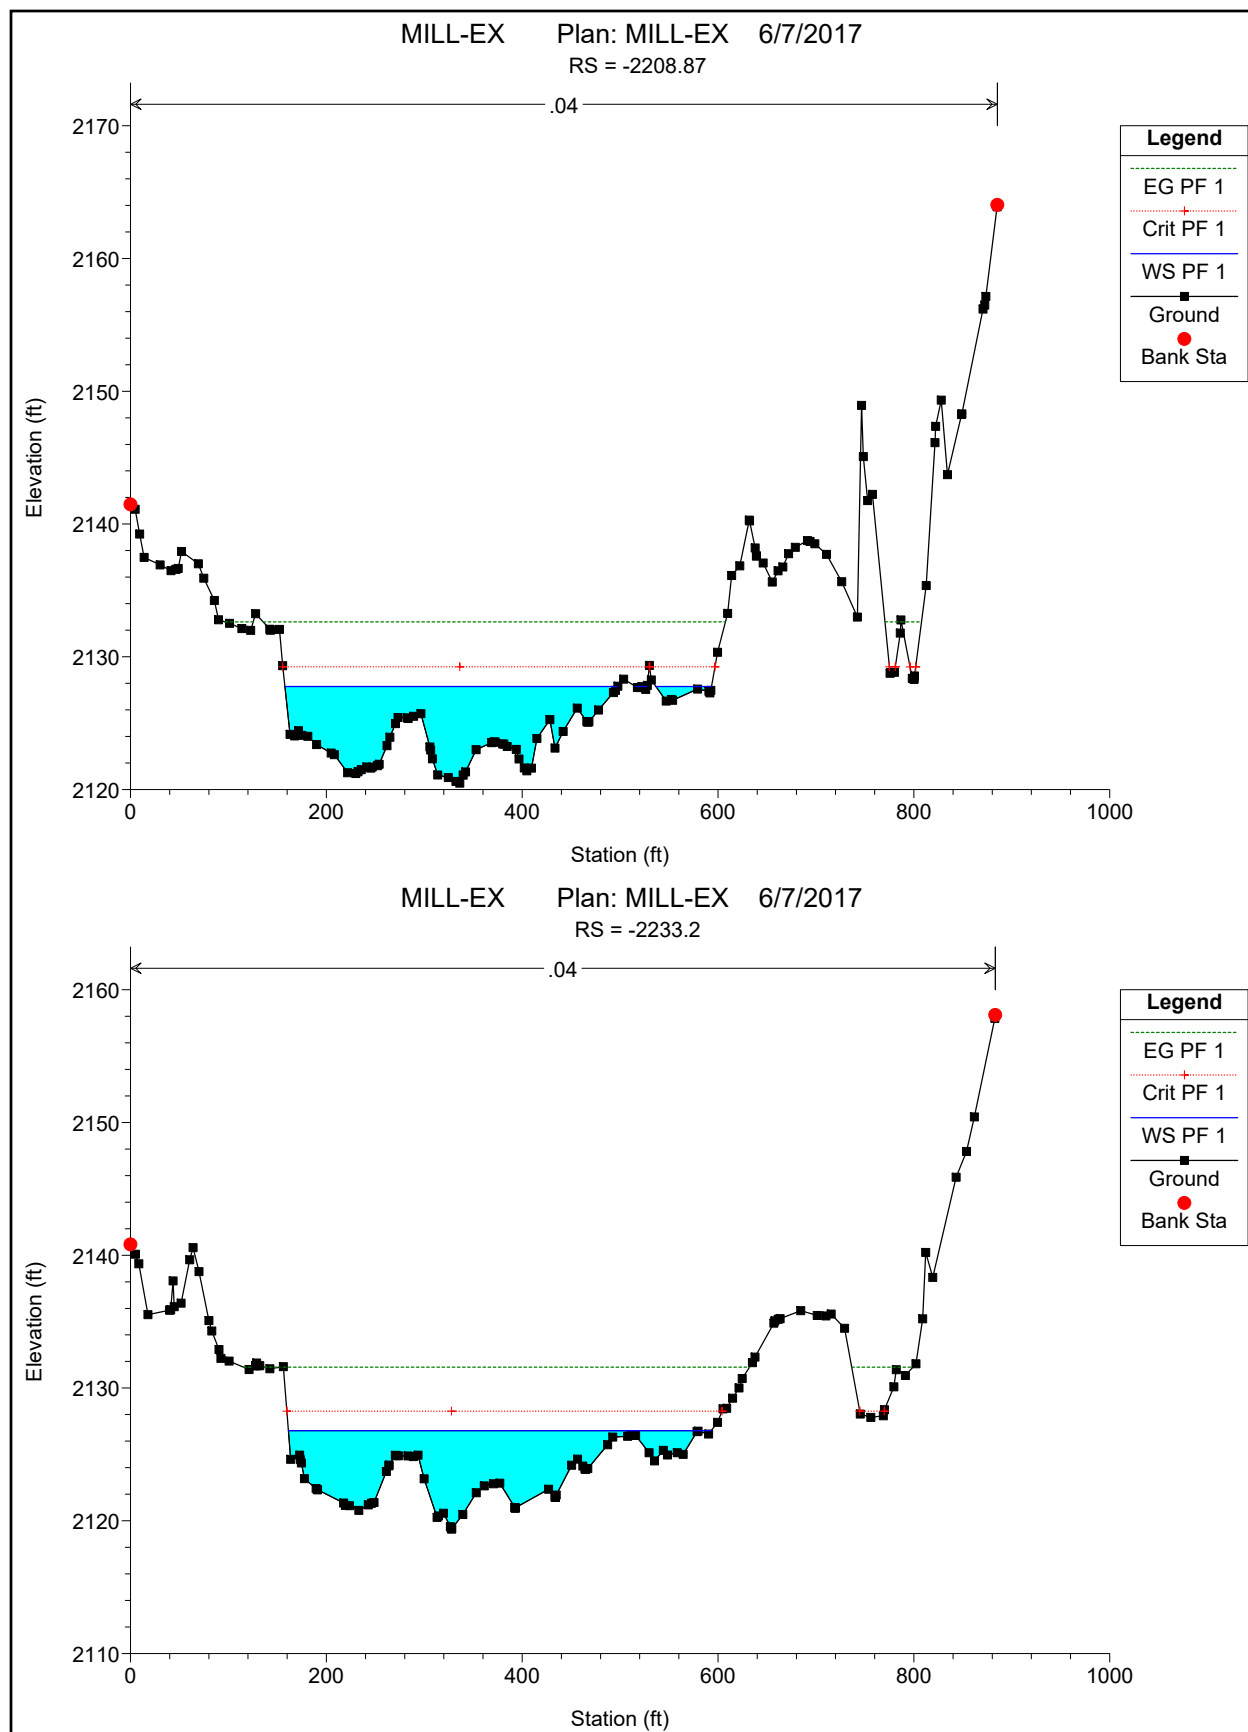 MILL-EX Plan: MILL-EX 6/7/2017
RS = -2208.87
.04
2170
2160
2150
2140
2130
2120
Elevation (ft)
0 200 400 600 800 1000
Station (ft)
Legend
EG PF 1
Crit PF 1
WS PF 1
Ground
Bank Sta
MILL-EX Plan: MILL-EX 6/7/2017
RS = -2233.2
.04
2160
2150
2140
2130
2120
2110
Elevation (ft)
0 200 400 600 800 1000
Station (ft)
Legend
EG PF 1
Crit PF 1
WS PF 1
Ground
Bank Sta